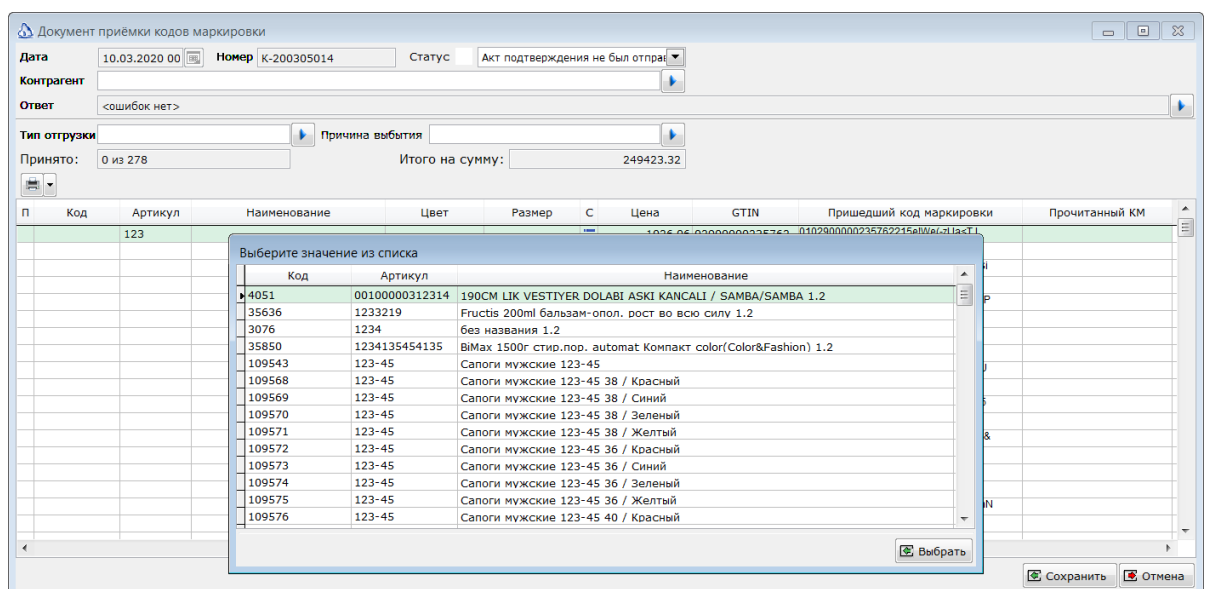 Документ приёмки кодов маркировки
Дата 10.03.2020 00 Номер К-200305014 Статус Акт подтверждения не был отпра
Контрагент
Ответ <ошибок нет>
Тип отгрузки Причина выбытия
Принято: 0 из 278 Итого на сумму: 249423.32
П Код Артикул Наименование Цвет Размер С Цена GTIN Пришедший код маркировки Прочитанный КМ
123
Выберите значение из списка
Код Артикул Наименование
4051 00100000312314 190CM LIK VESTIYER DOLABI ASKI KANCALI / SAMBA/SAMBA 1.2
35636 1233219 Fructis 200ml бальзам-опол. рост во всю силу 1.2
3076 1234 без названия 1.2
35850 1234135454135 BiMax 1500г стир.пор. automat Компакт color(Color&Fashion) 1.2
109543 123-45 Сапоги мужские 123-45
109568 123-45 Сапоги мужские 123-45 38 / Красный
109569 123-45 Сапоги мужские 123-45 38 / Синий
109570 123-45 Сапоги мужские 123-45 38 / Зеленый
109571 123-45 Сапоги мужские 123-45 38 / Желтый
109572 123-45 Сапоги мужские 123-45 36 / Красный
109573 123-45 Сапоги мужские 123-45 36 / Синий
109574 123-45 Сапоги мужские 123-45 36 / Зеленый
109575 123-45 Сапоги мужские 123-45 36 / Желтый
109576 123-45 Сапоги мужские 123-45 40 / Красный
Выбрать
Сохранить Отмена